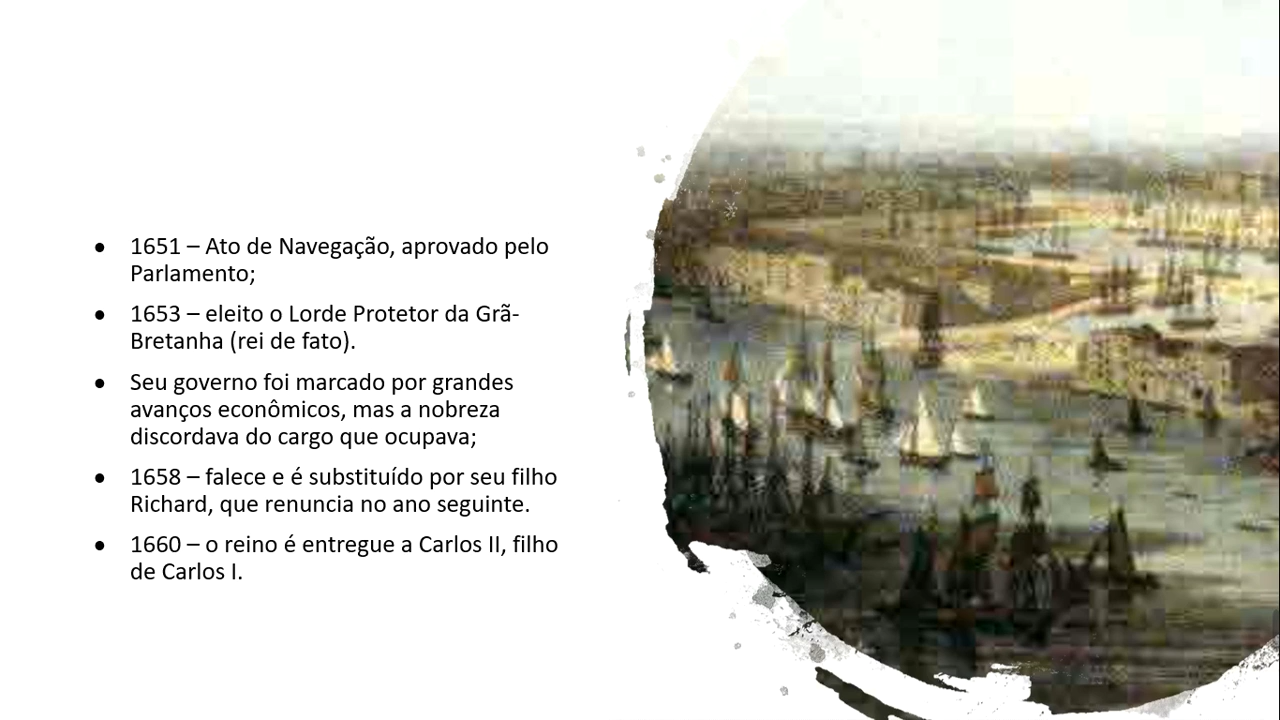 • 1651 – Ato de Navegação, aprovado pelo
Parlamento;
• 1653 – eleito o Lorde Protetor da Grã-
Bretanha (rei de fato).
• Seu governo foi marcado por grandes
avanços econômicos, mas a nobreza
discordava do cargo que ocupava;
• 1658 – falece e é substituído por seu filho
Richard, que renuncia no ano seguinte.
• 1660 – o reino é entregue a Carlos II, filho
de Carlos I.